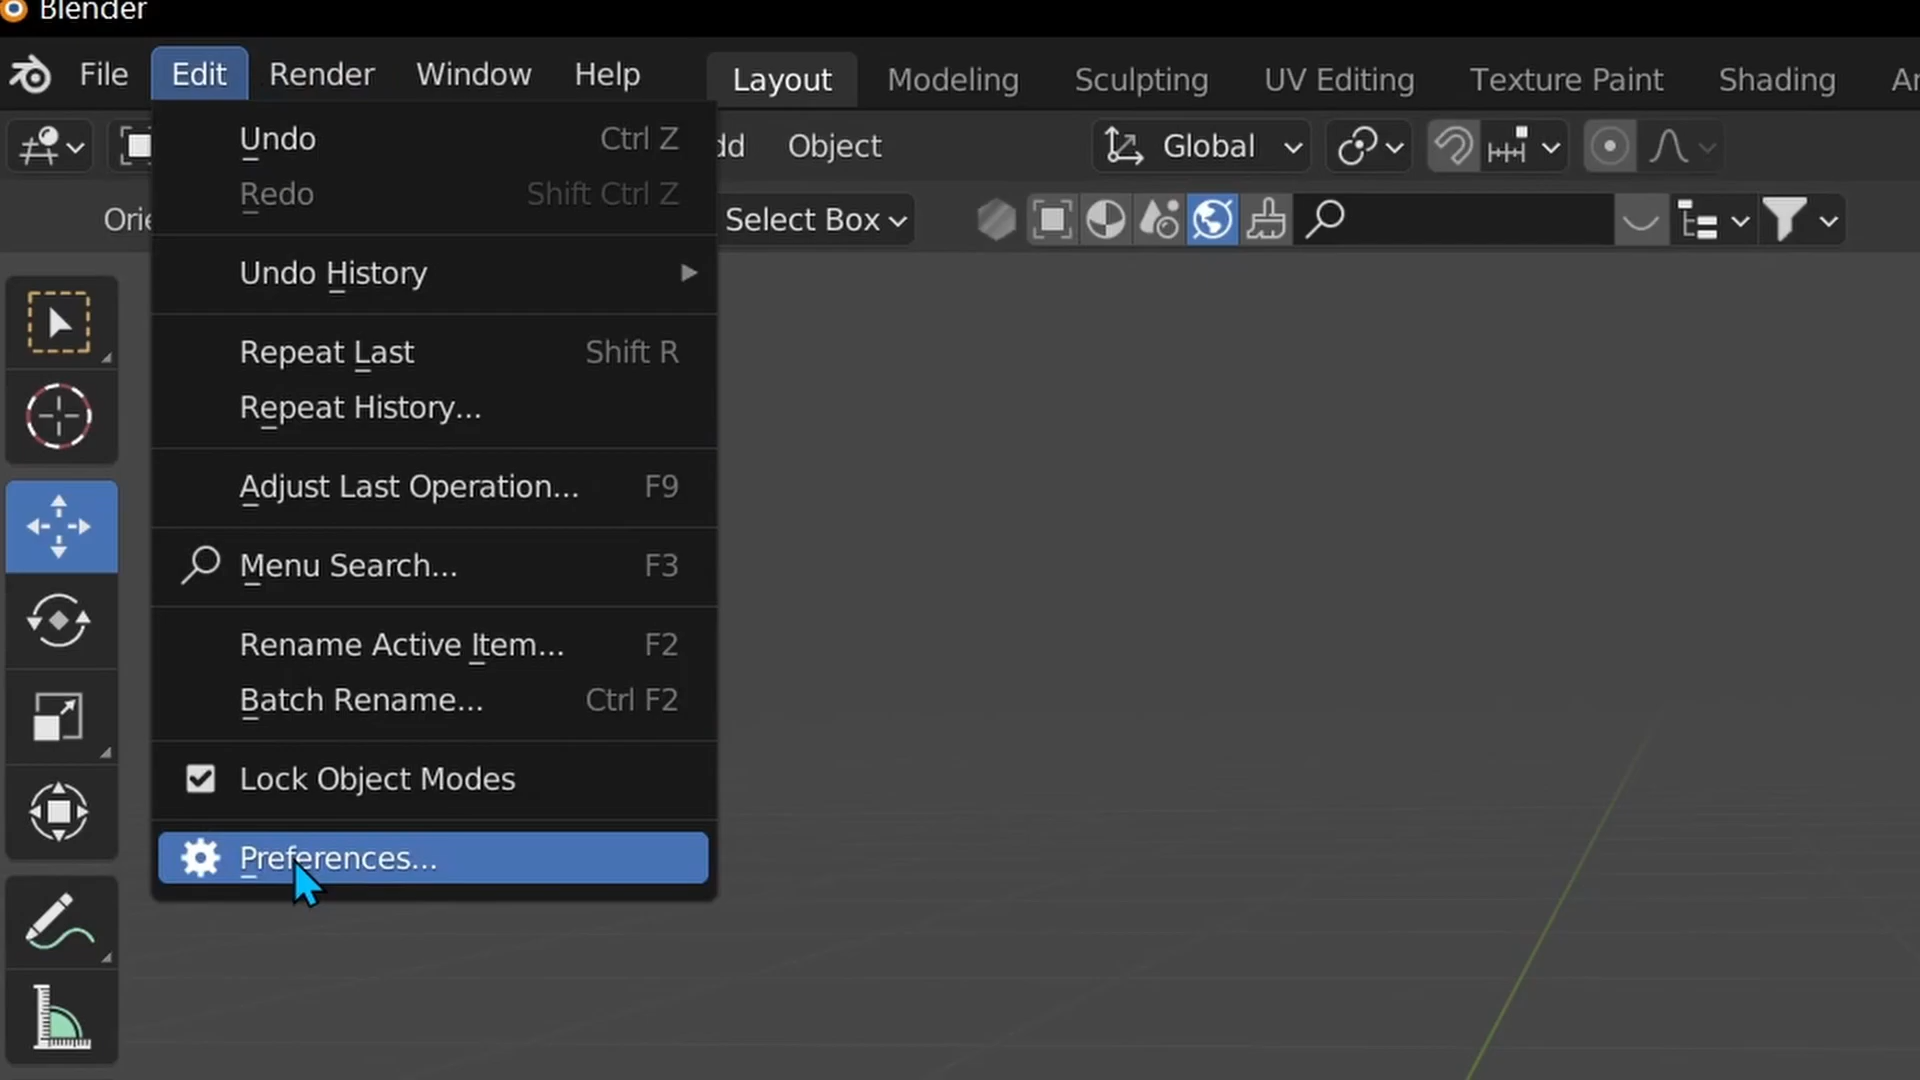 Blender
File Edit Render Window Help Layout Modeling Sculpting UV Editing Texture Paint Shading
Object Global
Select Box
Undo Ctrl Z
Redo Shift Ctrl Z
Undo History
Repeat Last Shift R
Repeat History...
Adjust Last Operation... F9
Menu Search... F3
Rename Active Item... F2
Batch Rename... Ctrl F2
Lock Object Modes
Preferences...